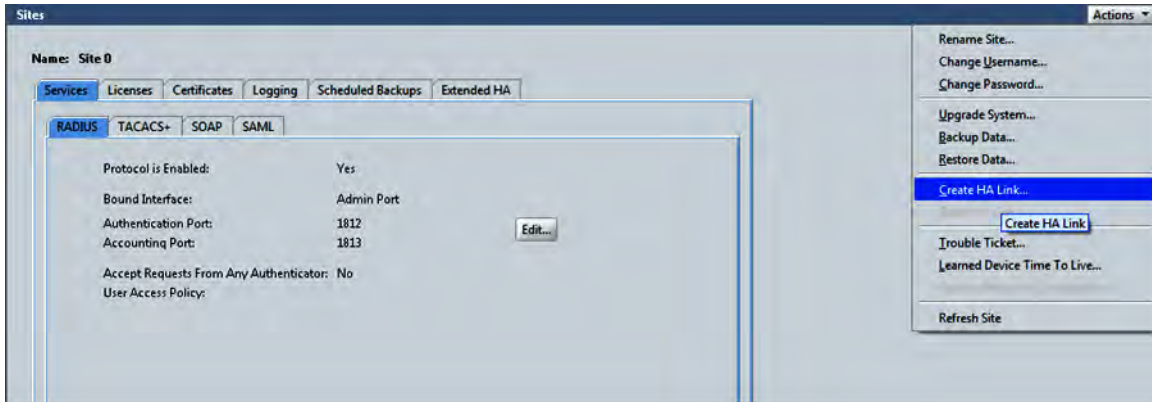 Sites
Actions
Name: Site 0
Services Licenses Certificates Logging Scheduled Backups Extended HA
RADIUS TACACS+ SOAP SAML
Protocol is Enabled: Yes
Bound Interface: Admin Port
Authentication Port: 1812
Accounting Port: 1813
Edit...
Accept Requests From Any Authenticator: No
User Access Policy:
Rename Site...
Change Username...
Change Password...
Upgrade System...
Backup Data...
Restore Data...
Create HA Link...
Create HA Link
Trouble Ticket...
Learned Device Time To Live...
Refresh Site